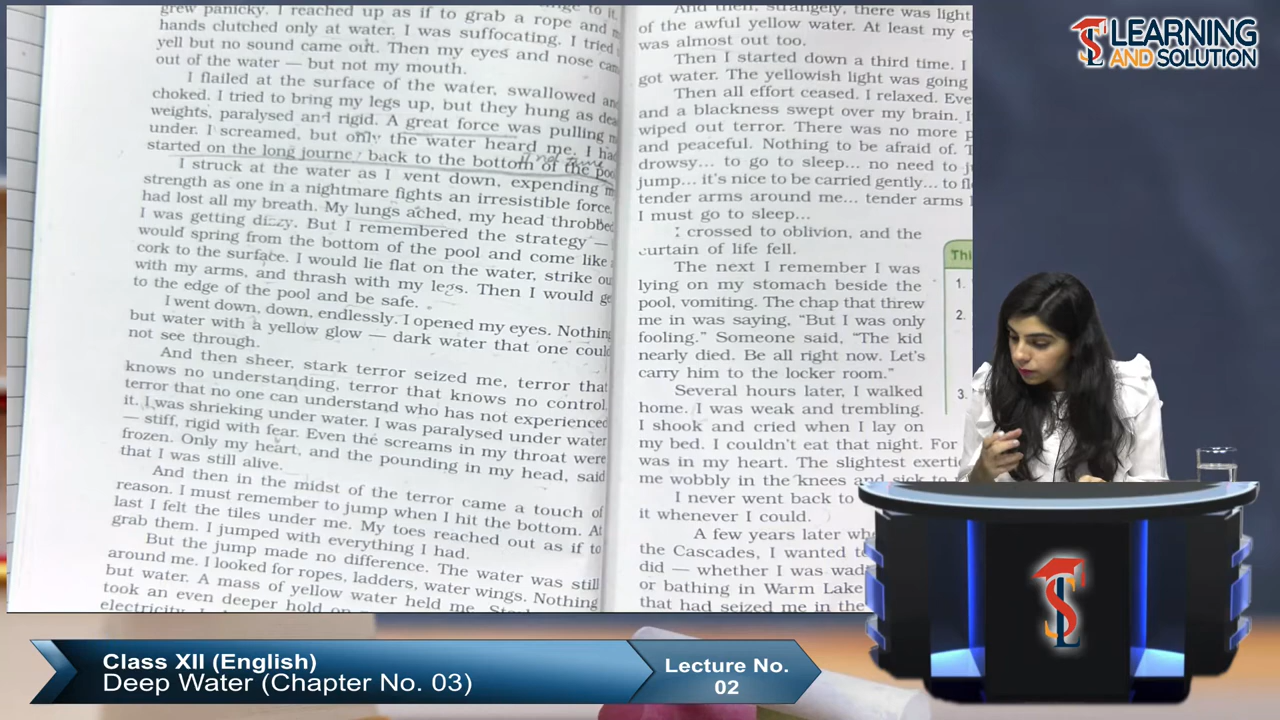 grew panicky. I reached up as if to grab a rope and
hands clutched only at water. I was suffocating. I tried
yell but no sound came out. Then my eyes and nose
out of the water — but not my mouth.
I flailed at the surface of the water, swallowed
choked. I tried to bring my legs up, but they hung as
weights, paralysed and rigid. A great force was pulling
under. I screamed, but only the water heard me. I had
started on the long journey back to the bottom of the
I struck at the water as I went down, expending
strength as one in a nightmare fights an irresistible force.
had lost all my breath. My lungs ached, my head throbbed
I was getting dizzy. But I remembered the strategy —
would spring from the bottom of the pool and come like
cork to the surface. I would lie flat on the water, strike
with my arms, and thrash with my legs. Then I would
to the edge of the pool and be safe.
I went down, down, endlessly. I opened my eyes. Nothing
but water with a yellow glow — dark water that one could
not see through.
And then sheer, stark terror seized me, terror that
knows no understanding, terror that knows no control,
terror that no one can understand who has not experienced
it. I was shrieking under water. I was paralysed under water
— stiff, rigid with fear. Even the screams in my throat were
frozen. Only my heart, and the pounding in my head, said
that I was still alive.
And then in the midst of the terror came a touch of
reason. I must remember to jump when I hit the bottom. At
last I felt the tiles under me. My toes reached out as if to
grab them. I jumped with everything I had.
But the jump made no difference. The water was still
around me. I looked for ropes, ladders, water wings. Nothing
but water. A mass of yellow water held me.
took an even deeper hold
electricity.
And then, strangely, there was light
of the awful yellow water. At least my
was almost out too.
Then I started down a third time. I
got water. The yellowish light was going
Then all effort ceased. I relaxed.
and a blackness swept over my brain.
wiped out terror. There was no more
and peaceful. Nothing to be afraid of.
drowsy... to go to sleep... no need to
jump... it's nice to be carried gently... to
tender arms around me... tender arms
I must go to sleep...
I crossed to oblivion, and the
curtain of life fell.
The next I remember I was
lying on my stomach beside the
pool, vomiting. The chap that threw
me in was saying, “But I was only
fooling.” Someone said, “The kid
nearly died. Be all right now. Let's
carry him to the locker room.”
Several hours later, I walked
home. I was weak and trembling.
I shook and cried when I lay on
my bed. I couldn't eat that night. For
was in my heart. The slightest
me wobbly in the knees and sick to
I never went back to
it whenever I could.
A few years later
the Cascades, I wanted
did — whether I was
or bathing in Warm Lake
that had seized me in the
1.
2.
3.
LEARNING
AND SOLUTION
Class XII (English)
Deep Water (Chapter No. 03)
Lecture No.
02